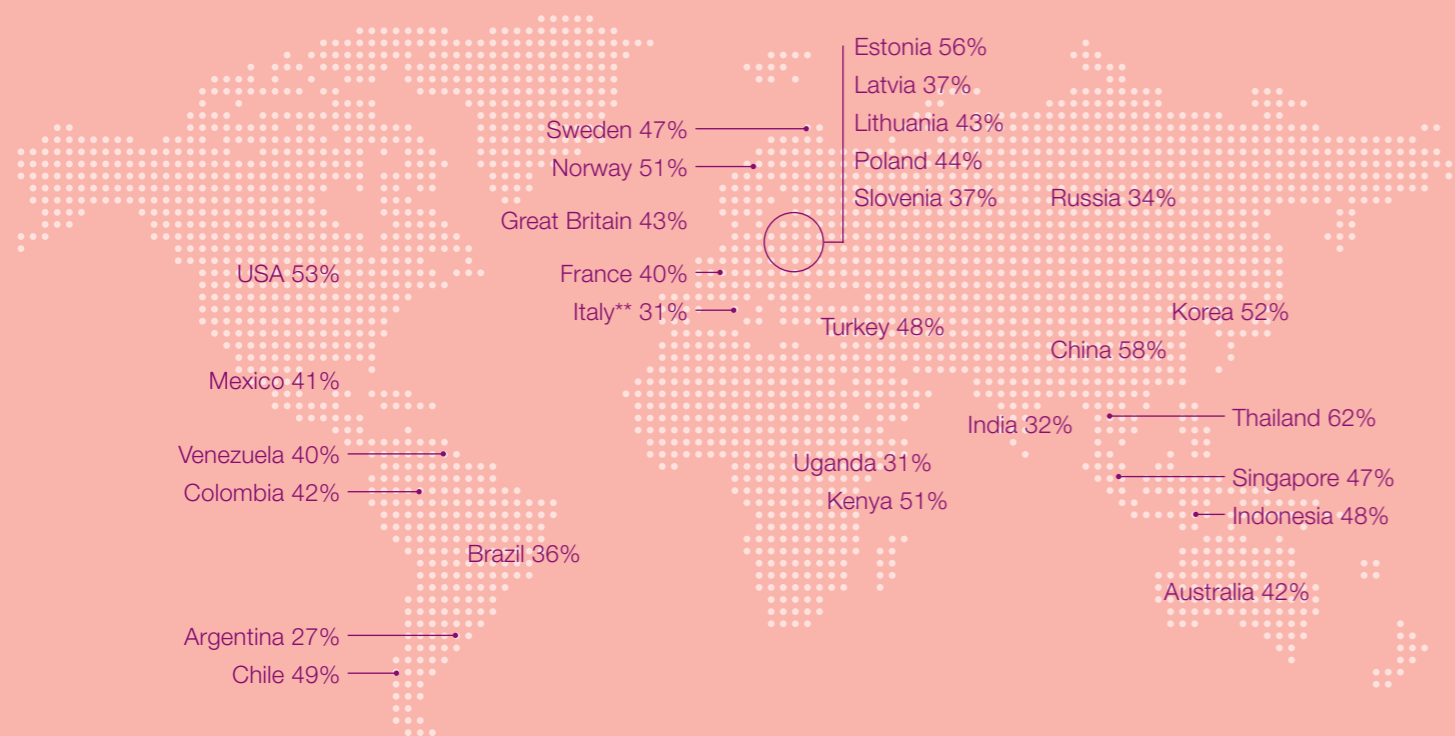 Estonia 56%
Latvia 37%
Lithuania 43%
Poland 44%
Slovenia 37%
Sweden 47%
Norway 51%
Great Britain 43%
France 40%
Italy** 31%
Russia 34%
USA 53%
Turkey 48%
Korea 52%
China 58%
Mexico 41%
India 32%
Thailand 62%
Venezuela 40%
Colombia 42%
Uganda 31%
Kenya 51%
Singapore 47%
Indonesia 48%
Brazil 36%
Australia 42%
Argentina 27%
Chile 49%